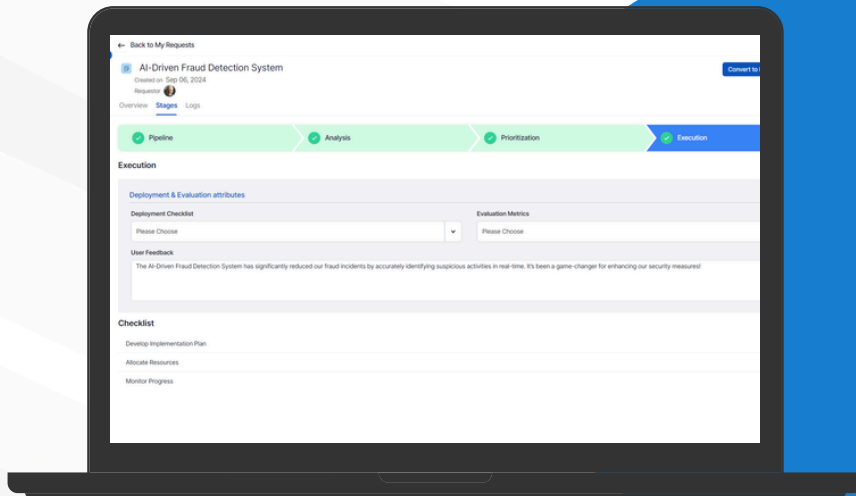 ← Back to My Requests
AI-Driven Fraud Detection System
Created on Sep 06, 2024
Requestor
Convert to
Overview Stages Logs
Pipeline Analysis Prioritization Execution
Execution
Deployment & Evaluation attributes
Deployment Checklist Evaluation Metrics
Please Choose Please Choose
User Feedback
The AI-Driven Fraud Detection System has significantly reduced our fraud incidents by accurately identifying suspicious activities in real-time. It's been a game-changer for enhancing our security measures!
Checklist
Develop Implementation Plan
Allocate Resources
Monitor Progress